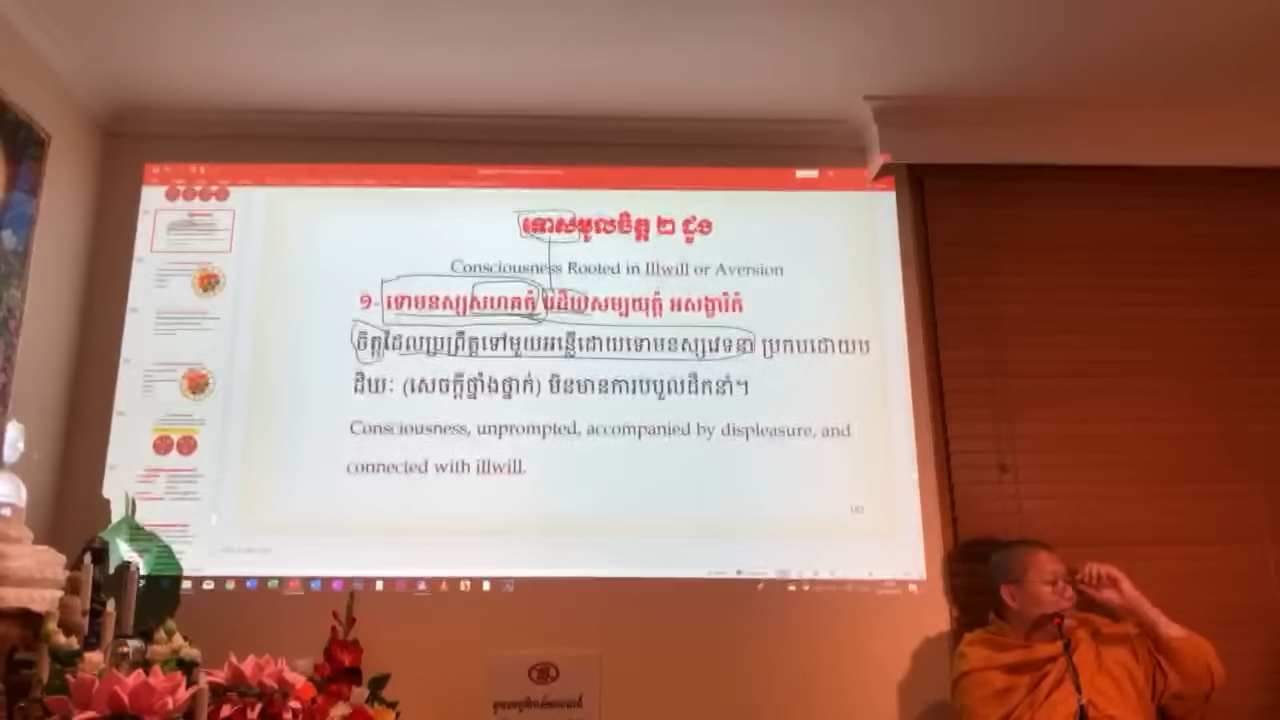 ទោសមូលចិត្ត ២ ដួង
Consciousness Rooted in Illwill or Aversion
១- ទោមនស្សសហគតំ បដិឃសម្បយុត្តំ អសង្ខារិកំ
ចិត្តដែលប្រព្រឹត្តទៅមួយអន្លើដោយទោមនស្សវេទនា ប្រកបដោយប
ដិឃៈ (សេចក្តីថ្នាំងថ្នាក់) មិនមានការបបួលដឹកនាំ។
Consciousness, unprompted, accompanied by displeasure, and
connected with illwill.